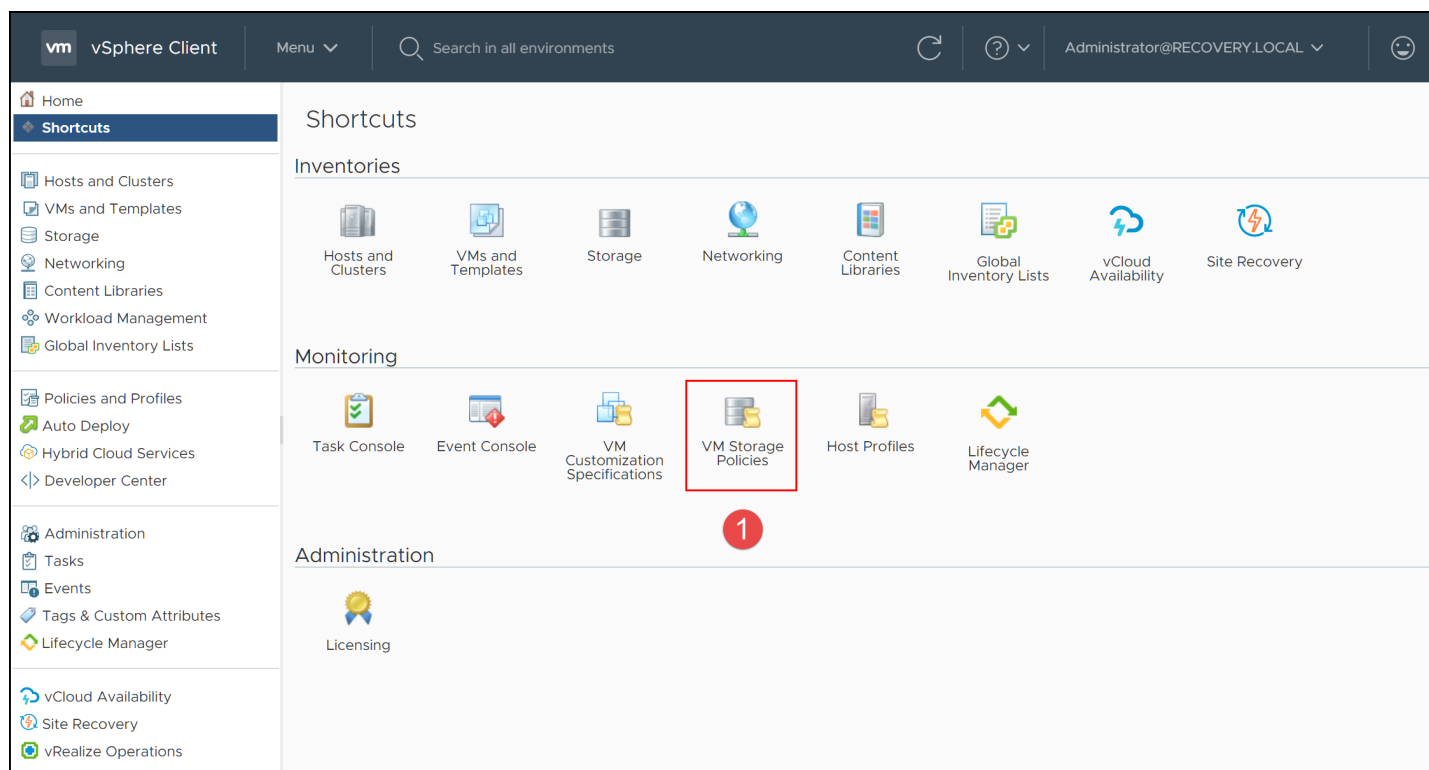 vm vSphere Client Menu Search in all environments ? Administrator@RECOVERY.LOCAL
Home
Shortcuts
Hosts and Clusters
VMs and Templates
Storage
Networking
Content Libraries
Workload Management
Global Inventory Lists
Policies and Profiles
Auto Deploy
Hybrid Cloud Services
Developer Center
Administration
Tasks
Events
Tags & Custom Attributes
Lifecycle Manager
vCloud Availability
Site Recovery
vRealize Operations
Shortcuts
Inventories
Hosts and
Clusters
VMs and
Templates
Storage
Networking
Content
Libraries
Global
Inventory Lists
vCloud
Availability
Site Recovery
Monitoring
Task Console
Event Console
VM
Customization
Specifications
VM Storage
Policies
Host Profiles
Lifecycle
Manager
1
Administration
Licensing